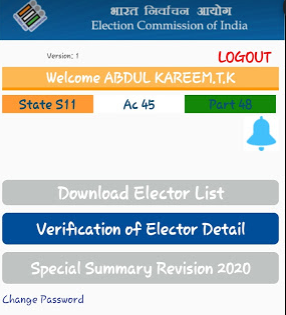 भारत निर्वाचन आयोग
Election Commission of India
Version: 1
LOGOUT
Welcome ABDUL KAREEM.T.K
State S11 Ac 45 Part 48
Download Elector List
Verification of Elector Detail
Special Summary Revision 2020
Change Password